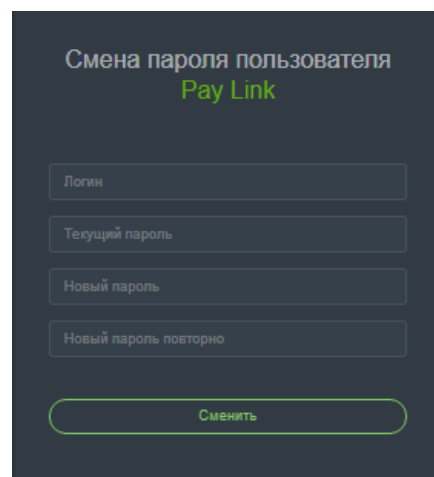 Смена пароля пользователя
Pay Link
Логин
Текущий пароль
Новый пароль
Новый пароль повторно
Сменить